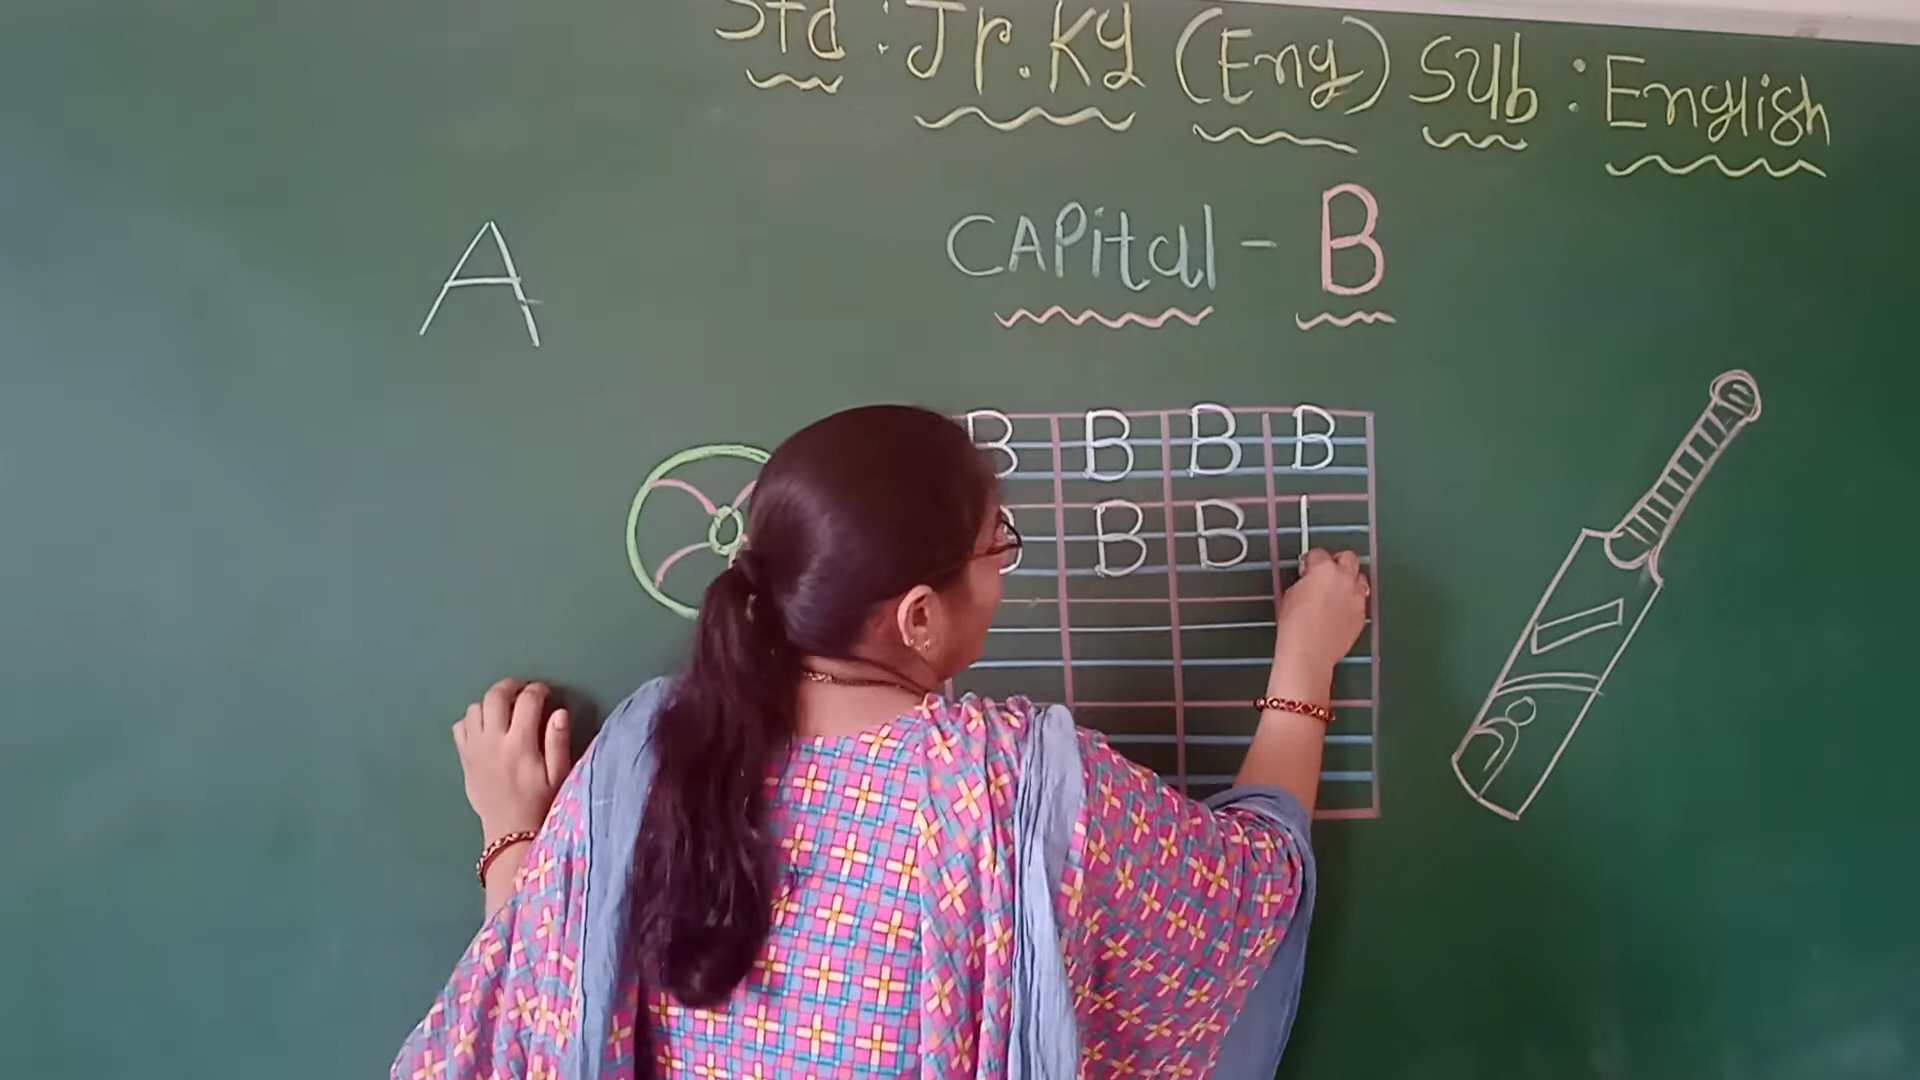 Std : Jr.Kg (Eng) Sub : English
CAPital - B
A
B B B B
B B B